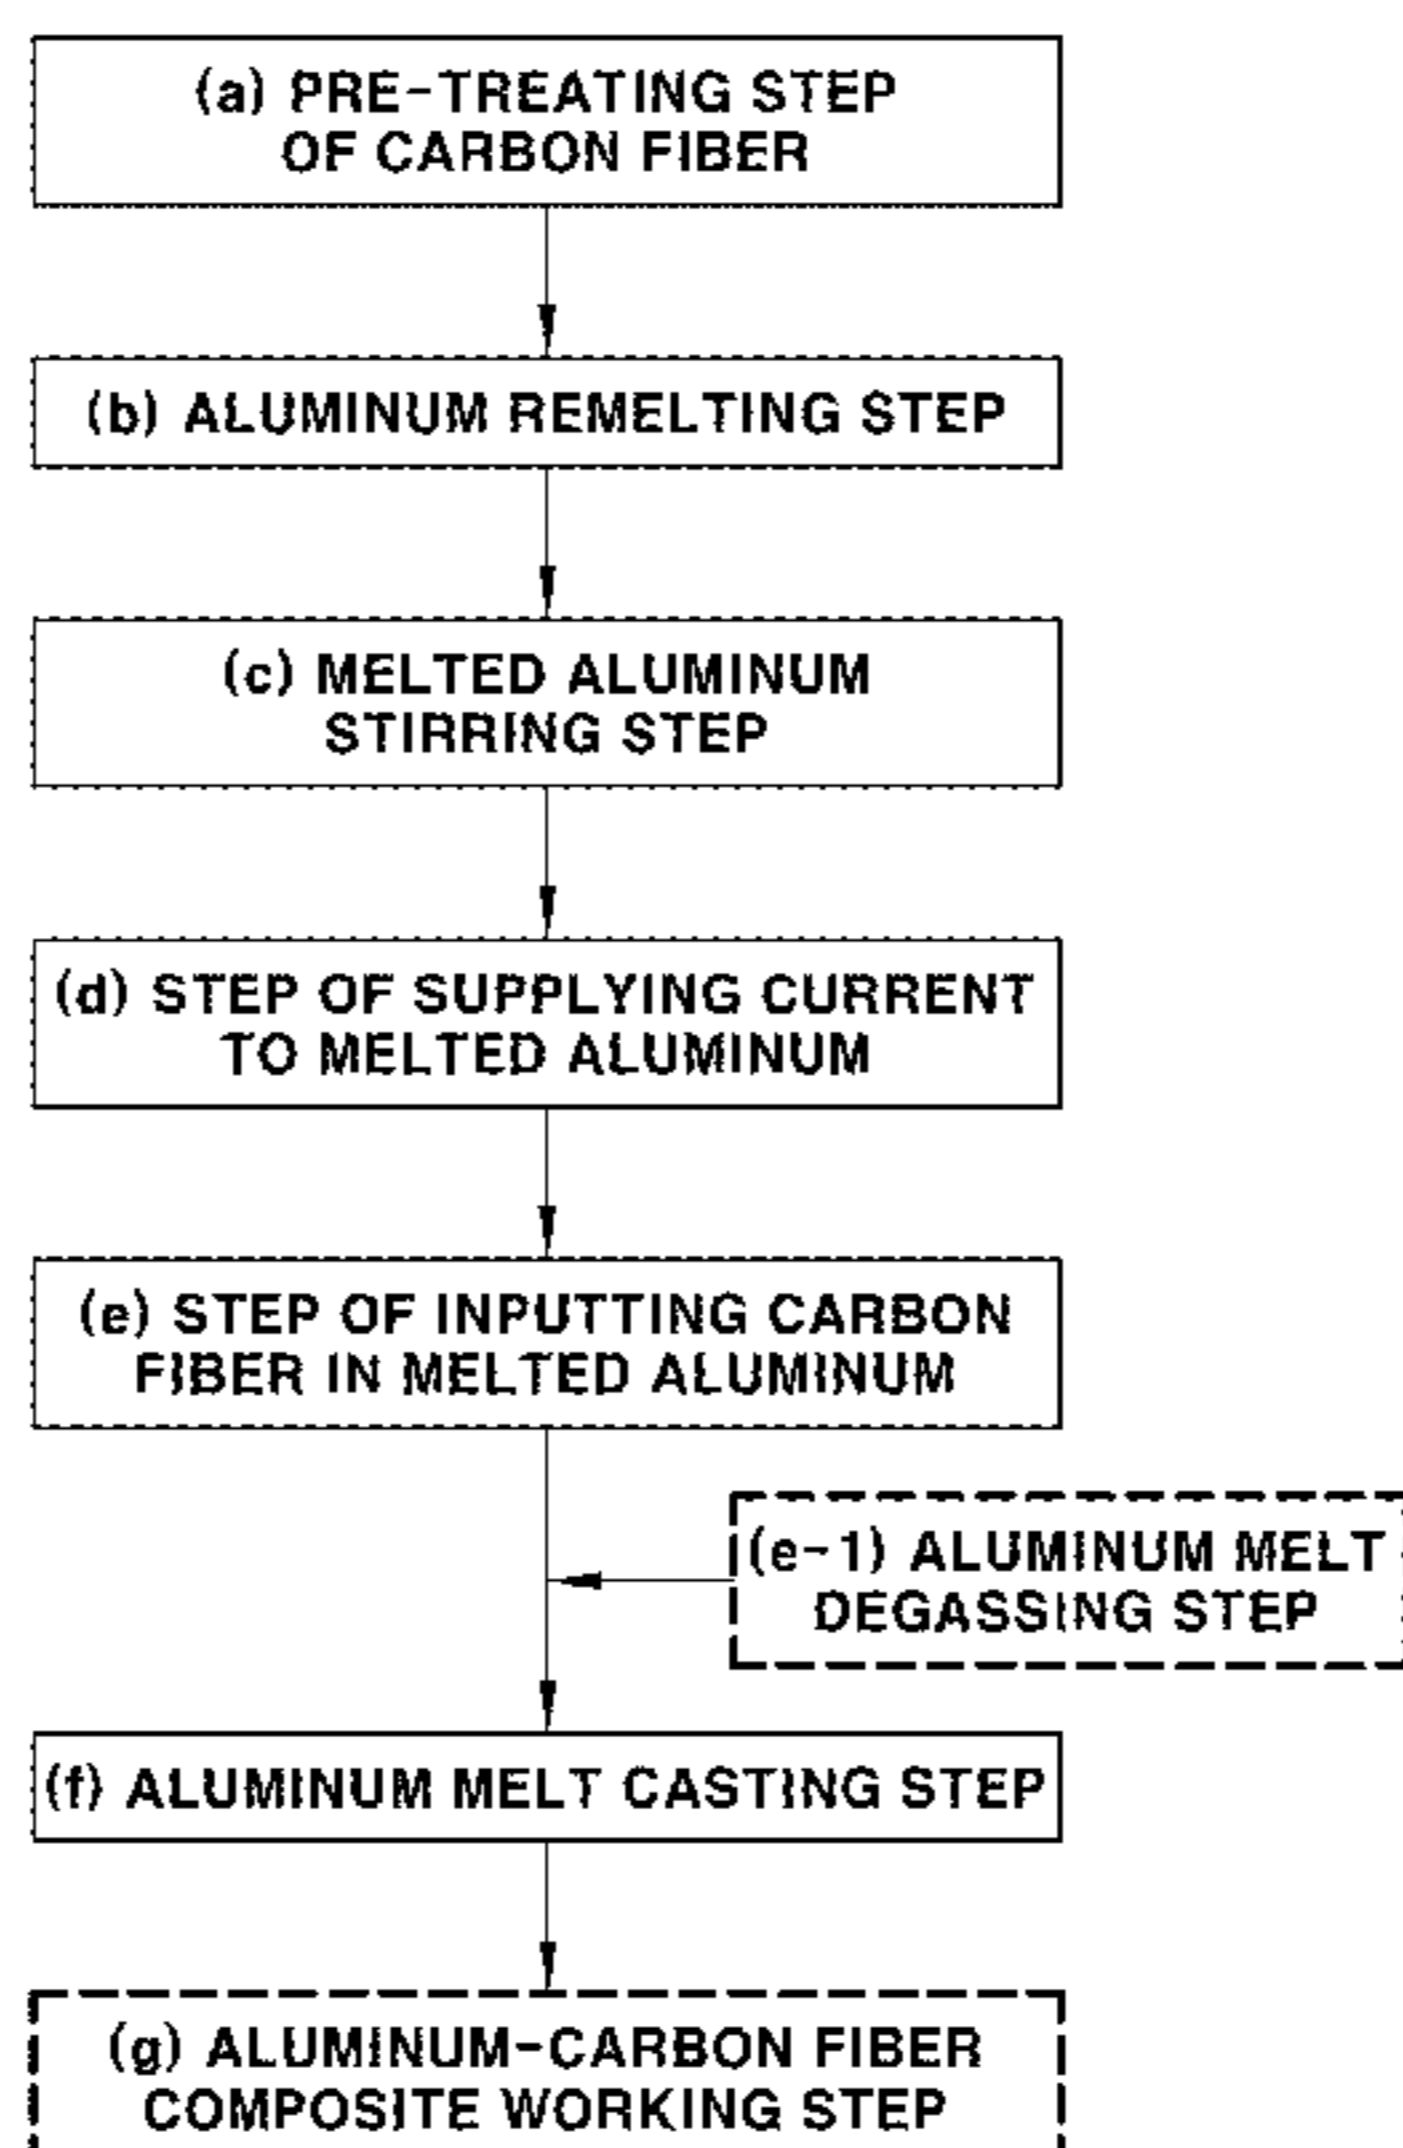 (a) PRE-TREATING STEP
OF CARBON FIBER
(b) ALUMINUM REMELTING STEP
(c) MELTED ALUMINUM
STIRRING STEP
(d) STEP OF SUPPLYING CURRENT
TO MELTED ALUMINUM
(e) STEP OF INPUTTING CARBON
FIBER IN MELTED ALUMINUM
(e-1) ALUMINUM MELT
DEGASSING STEP
(f) ALUMINUM MELT CASTING STEP
(g) ALUMINUM-CARBON FIBER
COMPOSITE WORKING STEP